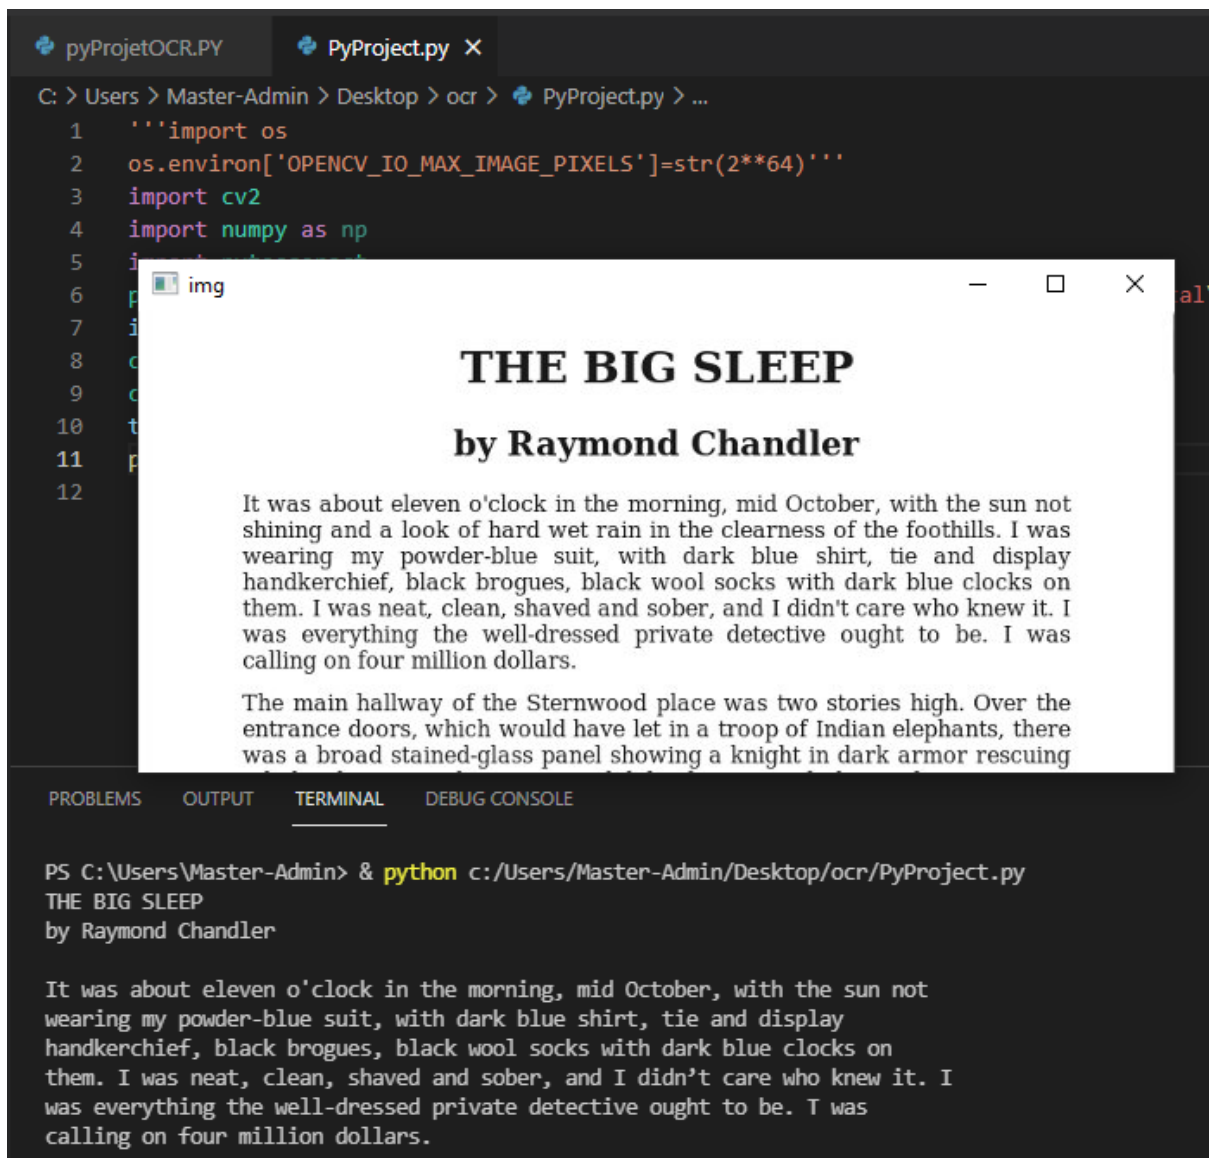 pyProjetOCR.PY PyProject.py ×
C: > Users > Master-Admin > Desktop > ocr > PyProject.py > ...
1 '''import os
2 os.environ['OPENCV_IO_MAX_IMAGE_PIXELS']=str(2**64)'''
3 import cv2
4 import numpy as np
5 import pytesseract
6 p al\
7 i
8 c
9 c
10 t
11 p
12
img
THE BIG SLEEP
by Raymond Chandler
It was about eleven o'clock in the morning, mid October, with the sun not
shining and a look of hard wet rain in the clearness of the foothills. I was
wearing my powder-blue suit, with dark blue shirt, tie and display
handkerchief, black brogues, black wool socks with dark blue clocks on
them. I was neat, clean, shaved and sober, and I didn't care who knew it. I
was everything the well-dressed private detective ought to be. I was
calling on four million dollars.
The main hallway of the Sternwood place was two stories high. Over the
entrance doors, which would have let in a troop of Indian elephants, there
was a broad stained-glass panel showing a knight in dark armor rescuing
PROBLEMS OUTPUT TERMINAL DEBUG CONSOLE
PS C:\Users\Master-Admin> & python c:/Users/Master-Admin/Desktop/ocr/PyProject.py
THE BIG SLEEP
by Raymond Chandler
It was about eleven o'clock in the morning, mid October, with the sun not
wearing my powder-blue suit, with dark blue shirt, tie and display
handkerchief, black brogues, black wool socks with dark blue clocks on
them. I was neat, clean, shaved and sober, and I didn’t care who knew it. I
was everything the well-dressed private detective ought to be. T was
calling on four million dollars.